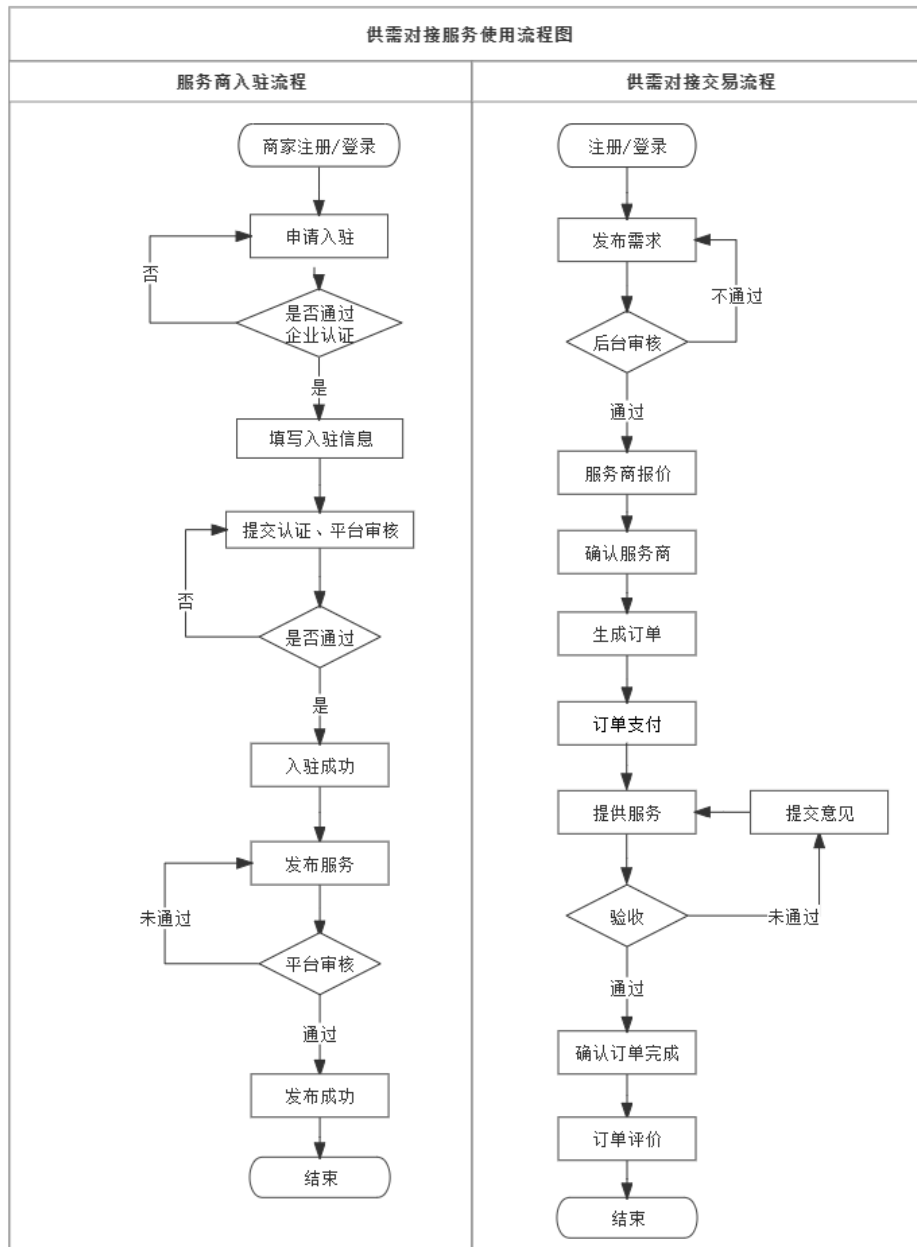 供需对接服务使用流程图
服务商入驻流程
商家注册/登录
申请入驻
否
是否通过
企业认证
是
填写入驻信息
提交认证、平台审核
否
是否通过
是
入驻成功
发布服务
未通过
平台审核
通过
发布成功
结束
供需对接交易流程
注册/登录
发布需求
不通过
后台审核
通过
服务商报价
确认服务商
生成订单
订单支付
提供服务
提交意见
验收
未通过
通过
确认订单完成
订单评价
结束